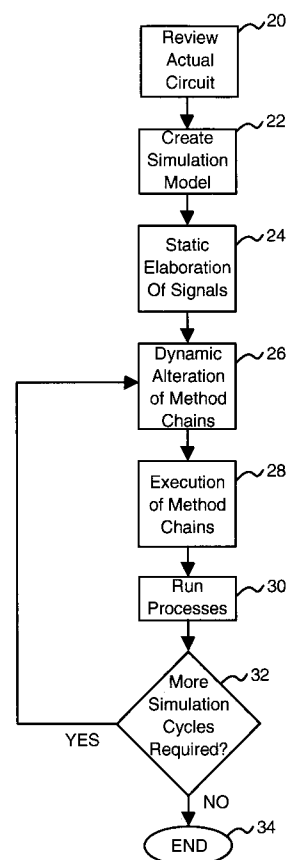 20
Review
Actual
Circuit
22
Create
Simulation
Model
24
Static
Elaboration
Of Signals
26
Dynamic
Alteration
of Method
Chains
28
Execution
of Method
Chains
30
Run
Processes
32
More
Simulation
Cycles
Required?
YES
NO
34
END